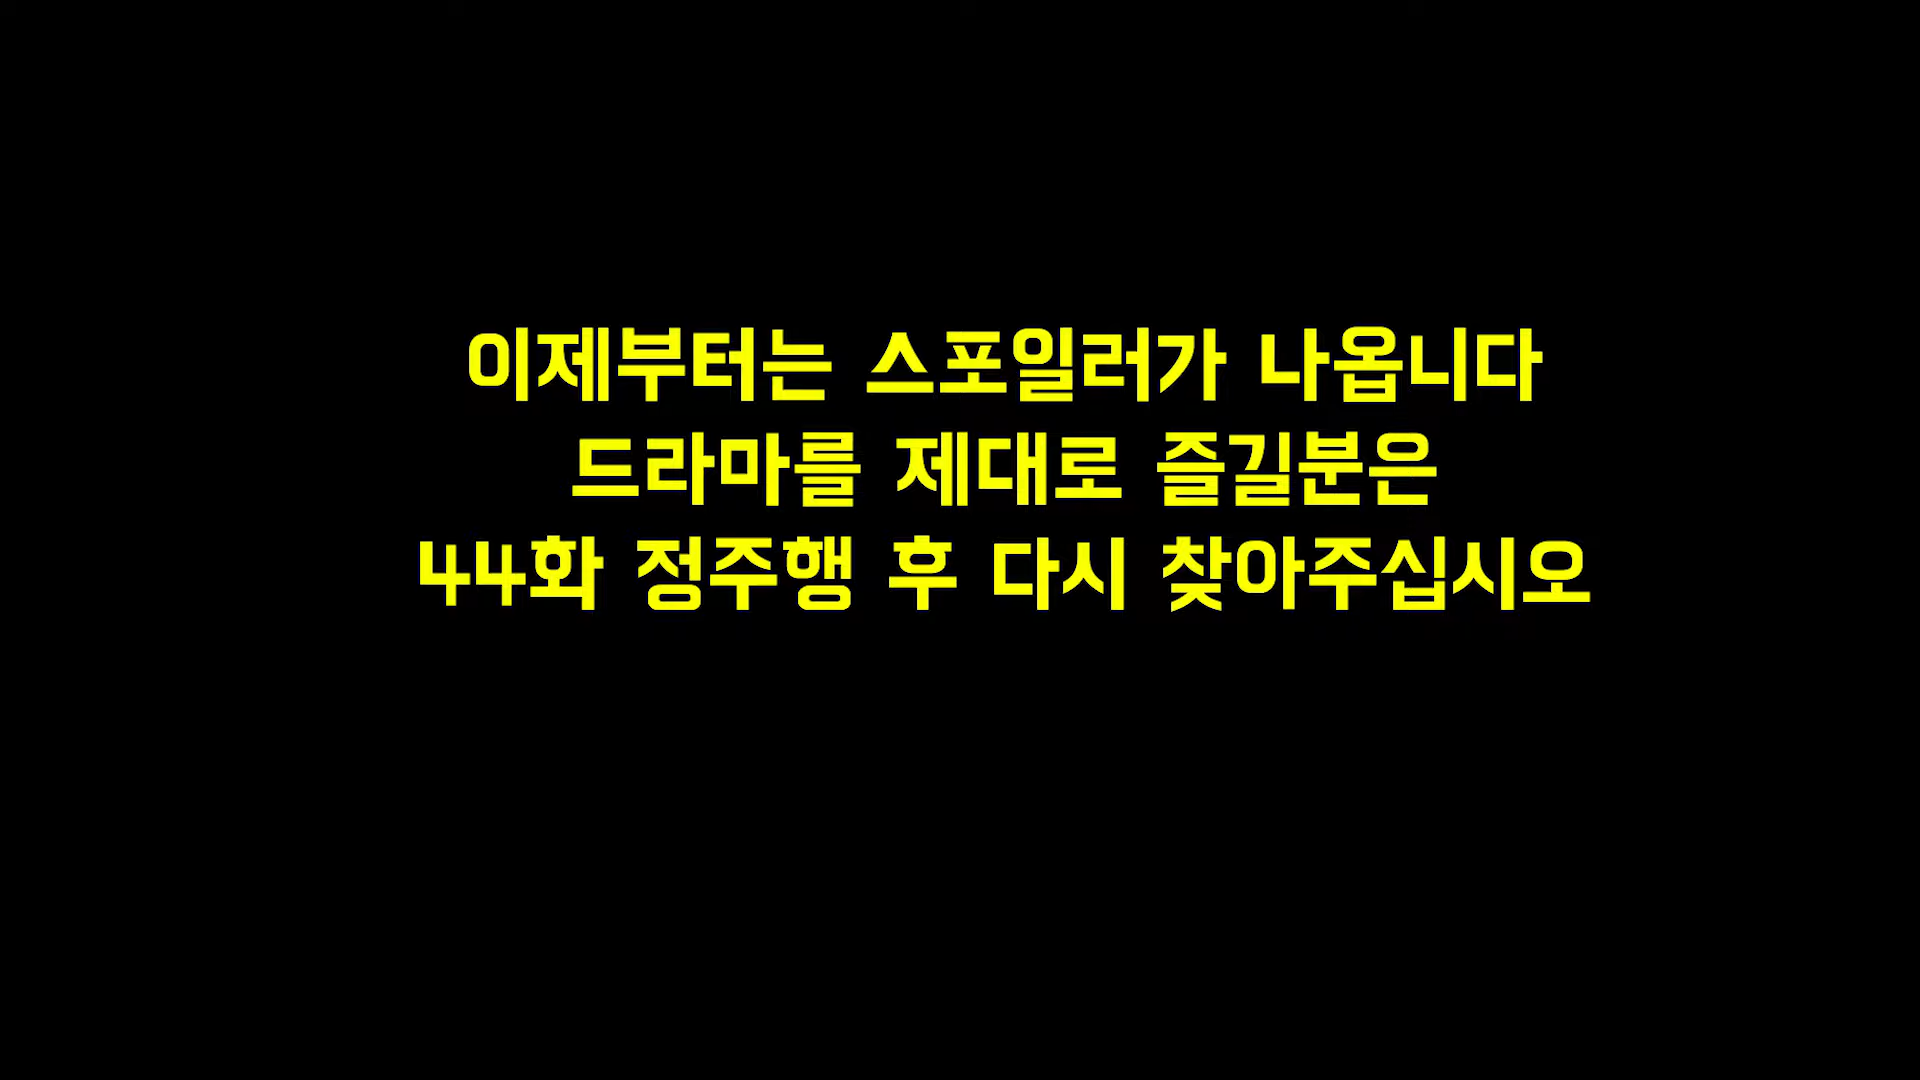 이제부터는 스포일러가 나옵니다
드라마를 제대로 즐길분은
44화 정주행 후 다시 찾아주십시오